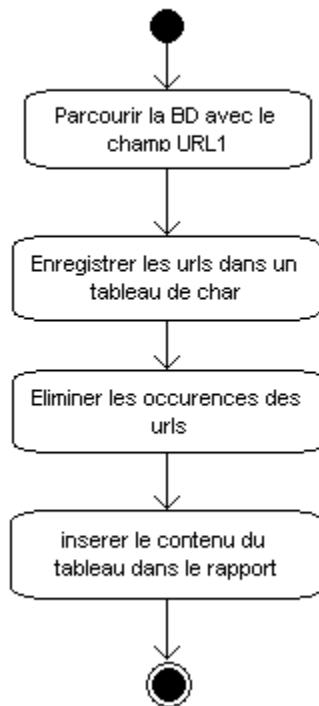 Parcourir la BD avec le
champ URL1
Enregistrer les urls dans un
tableau de char
Eliminer les occurences des
urls
inserer le contenu du
tableau dans le rapport